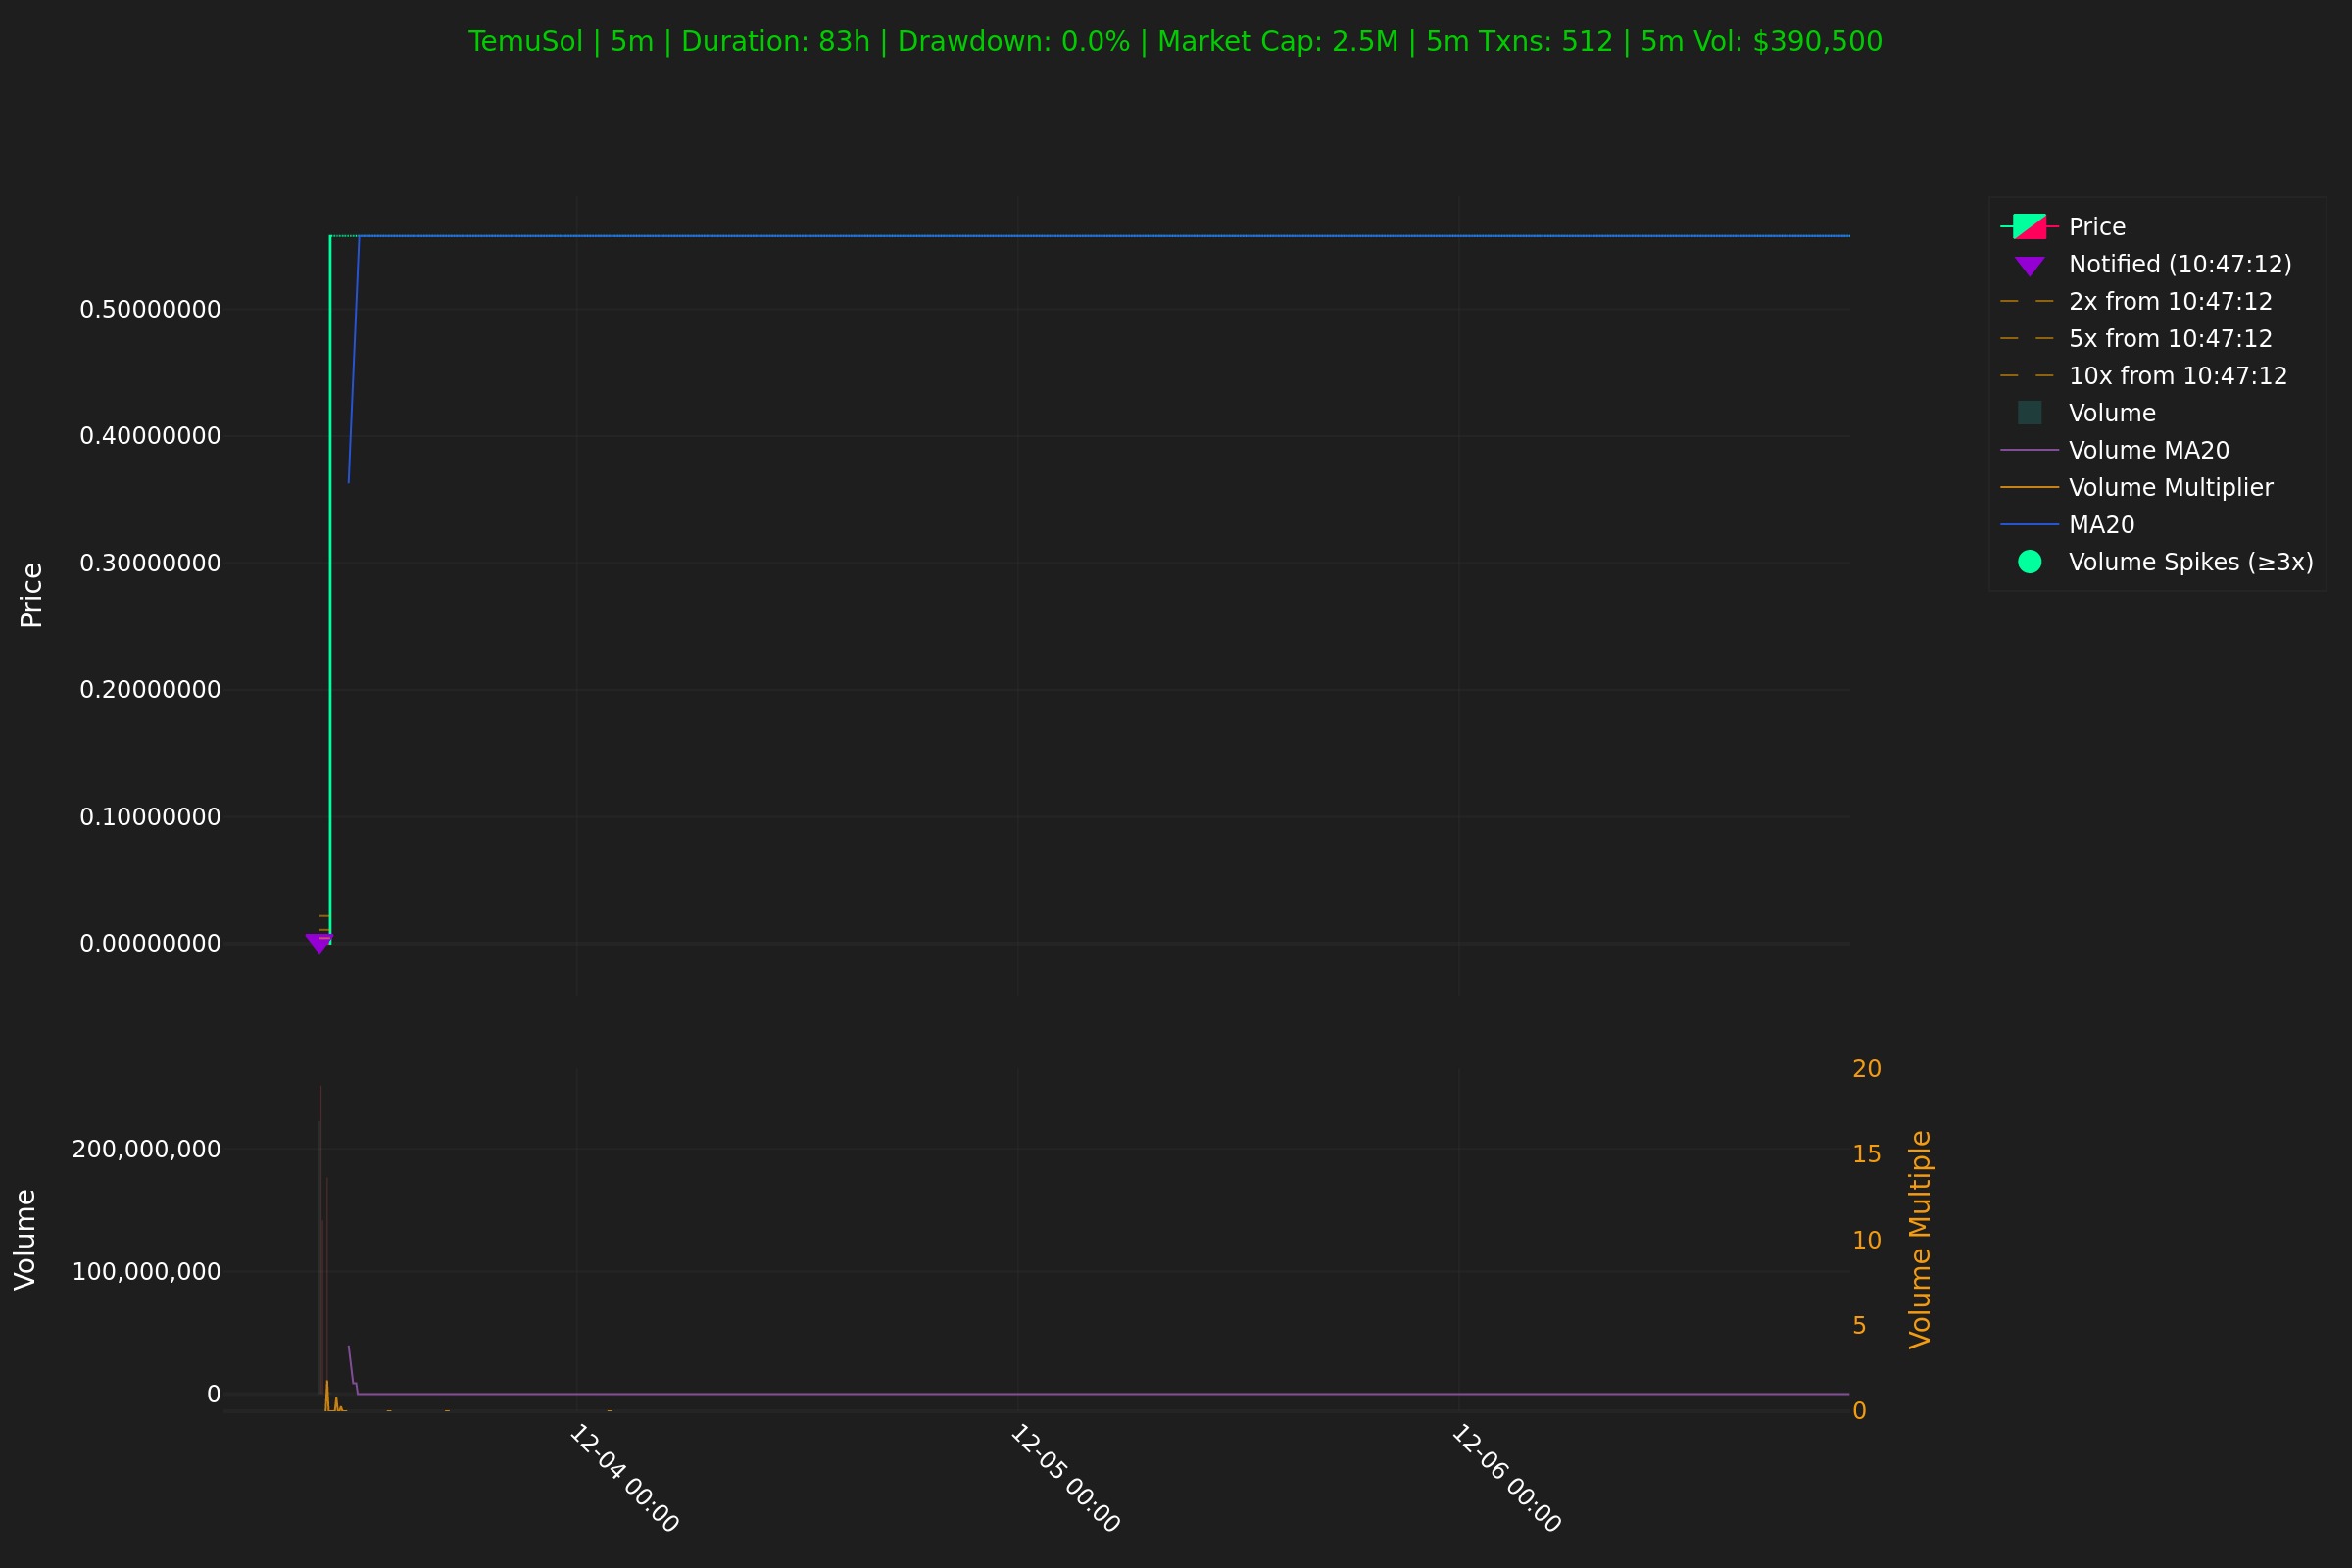 TemuSol | 5m | Duration: 83h | Drawdown: 0.0% | Market Cap: 2.5M | 5m Txns: 512 | 5m Vol: $390,500
Price
0.50000000
0.40000000
0.30000000
0.20000000
0.10000000
0.00000000
Price
Notified (10:47:12)
2x from 10:47:12
5x from 10:47:12
10x from 10:47:12
Volume
Volume MA20
Volume Multiplier
MA20
Volume Spikes (≥3x)
Volume
200,000,000
100,000,000
0
20
15
10
5
0
Volume Multiple
12-04 00:00
12-05 00:00
12-06 00:00